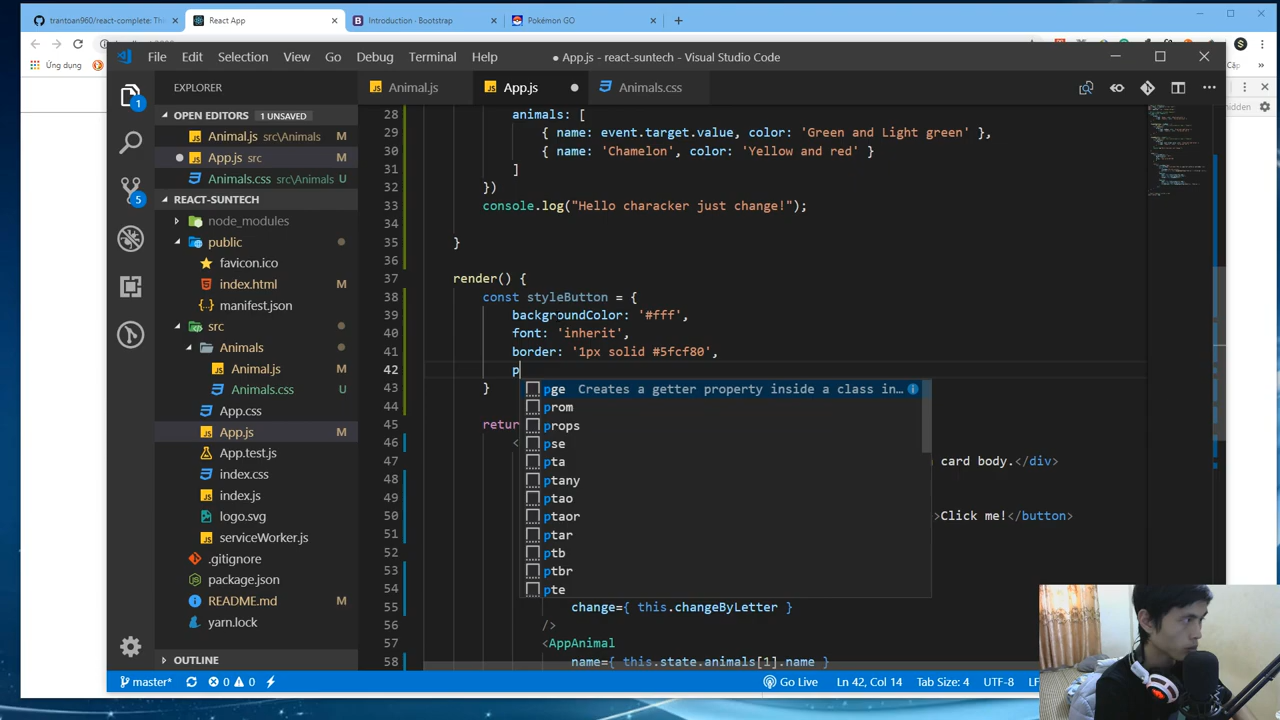 trantoan960/react-complete: Thi
React App
Introduction · Bootstrap
Pokémon GO
Ứng dụng
File Edit Selection View Go Debug Terminal Help
● App.js - react-suntech - Visual Studio Code
EXPLORER
Animal.js
App.js
Animals.css
OPEN EDITORS 1 UNSAVED
Animal.js src\Animals M
App.js src M
Animals.css src\Animals U
REACT-SUNTECH
node_modules
public
favicon.ico
index.html M
manifest.json
src
Animals
Animal.js M
Animals.css U
App.css
App.js M
App.test.js
index.css
index.js
logo.svg
serviceWorker.js
.gitignore
package.json
README.md M
yarn.lock
OUTLINE
1
5
28 animals: [
29 { name: event.target.value, color: 'Green and Light green' },
30 { name: 'Chamelon', color: 'Yellow and red' }
31 ]
32 })
33 console.log("Hello characker just change!");
34
35 }
36
37 render() {
38 const styleButton = {
39 backgroundColor: '#fff',
40 font: 'inherit',
41 border: '1px solid #5fcf80',
42 p
43 }
44
45 retur
46 <
47 card body.</div>
48
49
50 >Click me!</button>
51
52
53
54
55 change={ this.changeByLetter }
56 />
57 <AppAnimal
58 name={ this.state.animals[1].name }
pge Creates a getter property inside a class in…
prom
props
pse
pta
ptany
ptao
ptaor
ptar
ptb
ptbr
pte
hidden
master*
0 0
Go Live
Ln 42, Col 14
Tab Size: 4
UTF-8
LF